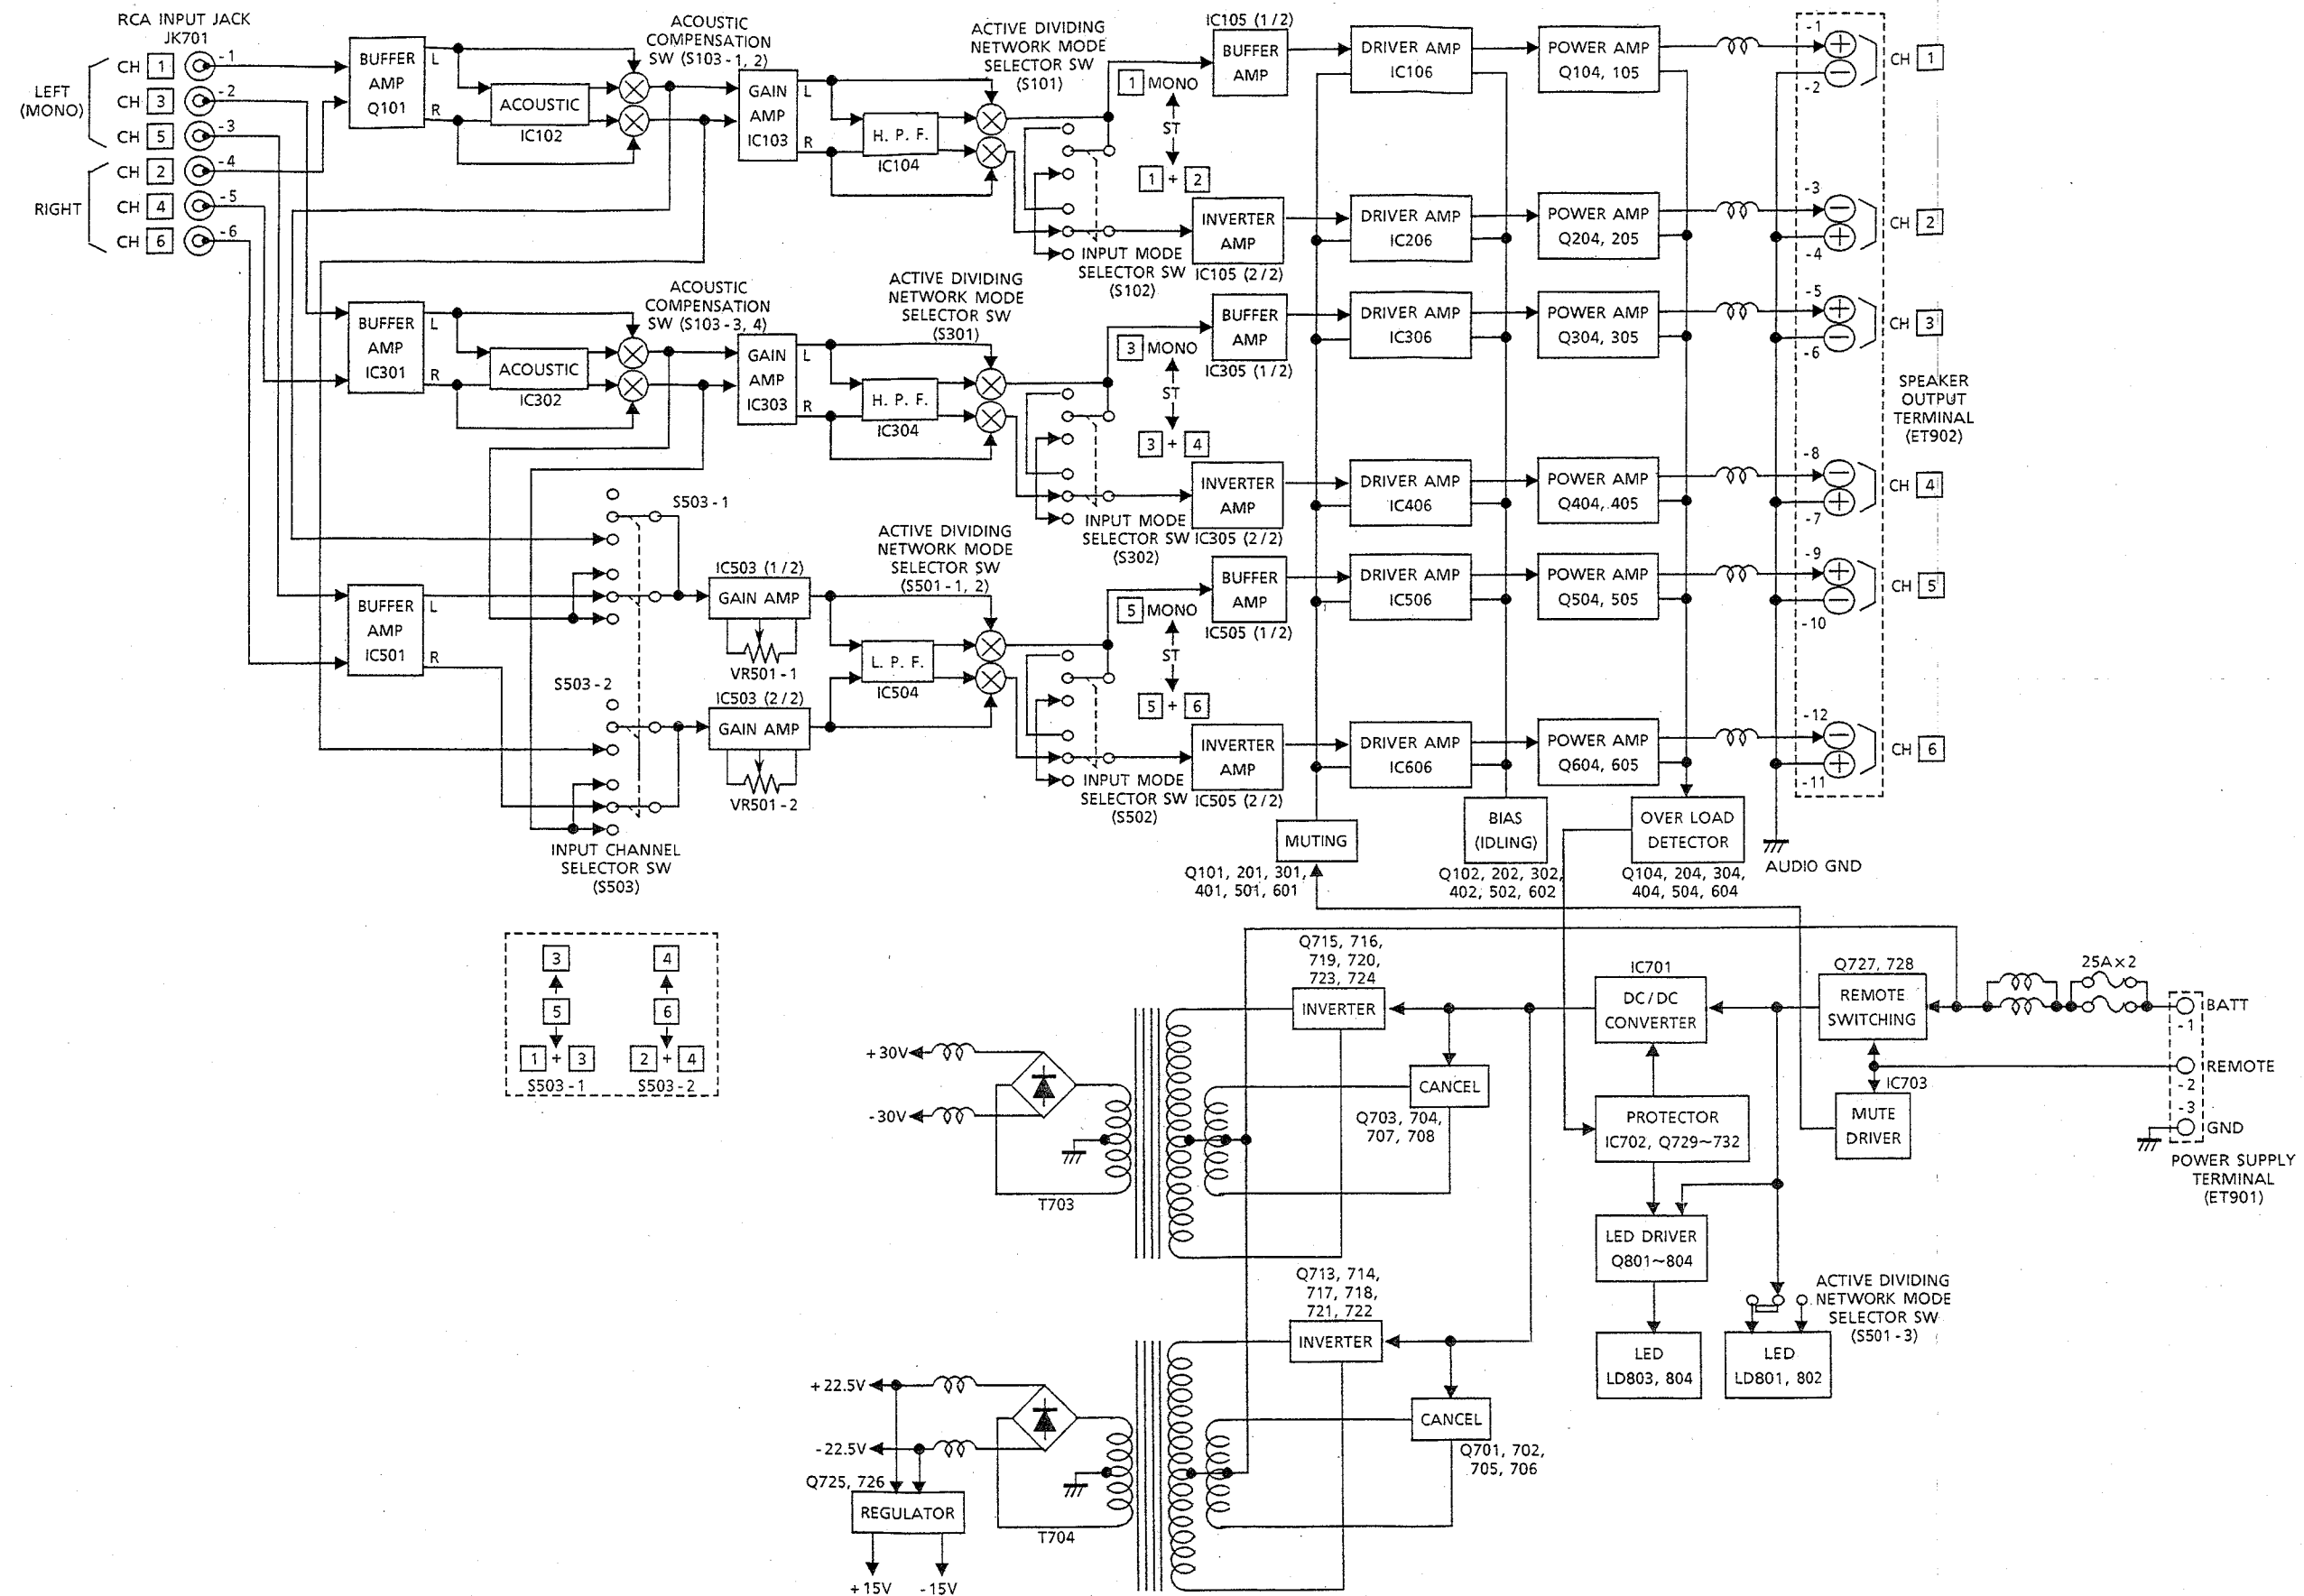 RCA INPUT JACK
JK701
LEFT
(MONO)
CH 1
CH 3
CH 5
RIGHT
CH 2
CH 4
CH 6
-1
-2
-3
-4
-5
-6
BUFFER
AMP
Q101
L
R
ACOUSTIC
IC102
ACOUSTIC
COMPENSATION
SW (S103-1, 2)
GAIN
AMP
IC103
L
R
H. P. F.
IC104
ACTIVE DIVIDING
NETWORK MODE
SELECTOR SW
(S101)
1 MONO
ST
1 + 2
INPUT MODE
SELECTOR SW
(S102)
IC105 (1/2)
BUFFER
AMP
INVERTER
AMP
IC105 (2/2)
DRIVER AMP
IC106
POWER AMP
Q104, 105
-1
-2
CH 1
DRIVER AMP
IC206
POWER AMP
Q204, 205
-3
-4
CH 2
BUFFER
AMP
IC301
L
R
ACOUSTIC
IC302
ACOUSTIC
COMPENSATION
SW (S103-3, 4)
GAIN
AMP
IC303
L
R
H. P. F.
IC304
ACTIVE DIVIDING
NETWORK MODE
SELECTOR SW
(S301)
3 MONO
ST
3 + 4
INPUT MODE
SELECTOR SW
(S302)
BUFFER
AMP
IC305 (1/2)
INVERTER
AMP
IC305 (2/2)
DRIVER AMP
IC306
POWER AMP
Q304, 305
-5
-6
CH 3
SPEAKER
OUTPUT
TERMINAL
(ET902)
DRIVER AMP
IC406
POWER AMP
Q404, 405
-8
-7
CH 4
BUFFER
AMP
IC501
L
R
S503-1
S503-2
INPUT CHANNEL
SELECTOR SW
(S503)
IC503 (1/2)
GAIN AMP
VR501-1
IC503 (2/2)
GAIN AMP
VR501-2
L. P. F.
IC504
ACTIVE DIVIDING
NETWORK MODE
SELECTOR SW
(S501-1, 2)
5 MONO
ST
5 + 6
INPUT MODE
SELECTOR SW
(S502)
BUFFER
AMP
IC505 (1/2)
INVERTER
AMP
IC505 (2/2)
DRIVER AMP
IC506
POWER AMP
Q504, 505
-9
-10
CH 5
DRIVER AMP
IC606
POWER AMP
Q604, 605
-12
-11
CH 6
MUTING
Q101, 201, 301,
401, 501, 601
BIAS
(IDLING)
Q102, 202, 302,
402, 502, 602
OVER LOAD
DETECTOR
Q104, 204, 304,
404, 504, 604
AUDIO GND
3
5
1 + 3
S503-1
4
6
2 + 4
S503-2
Q715, 716,
719, 720,
723, 724
INVERTER
CANCEL
Q703, 704,
707, 708
+30V
-30V
T703
IC701
DC/DC
CONVERTER
Q727, 728
REMOTE
SWITCHING
25A×2
BATT
-1
REMOTE
-2
-3
GND
POWER SUPPLY
TERMINAL
(ET901)
IC703
MUTE
DRIVER
PROTECTOR
IC702, Q729~732
LED DRIVER
Q801~804
LED
LD803, 804
LED
LD801, 802
ACTIVE DIVIDING
NETWORK MODE
SELECTOR SW
(S501-3)
Q713, 714,
717, 718,
721, 722
INVERTER
CANCEL
Q701, 702,
705, 706
+22.5V
-22.5V
T704
Q725, 726
REGULATOR
+15V
-15V